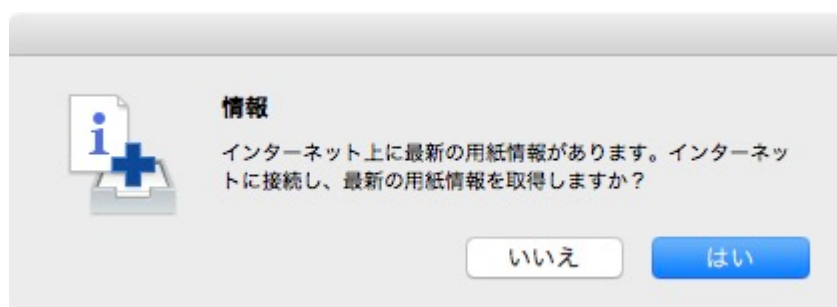 情報
インターネット上に最新の用紙情報があります。インターネッ
トに接続し、最新の用紙情報を取得しますか？
いいえ
はい